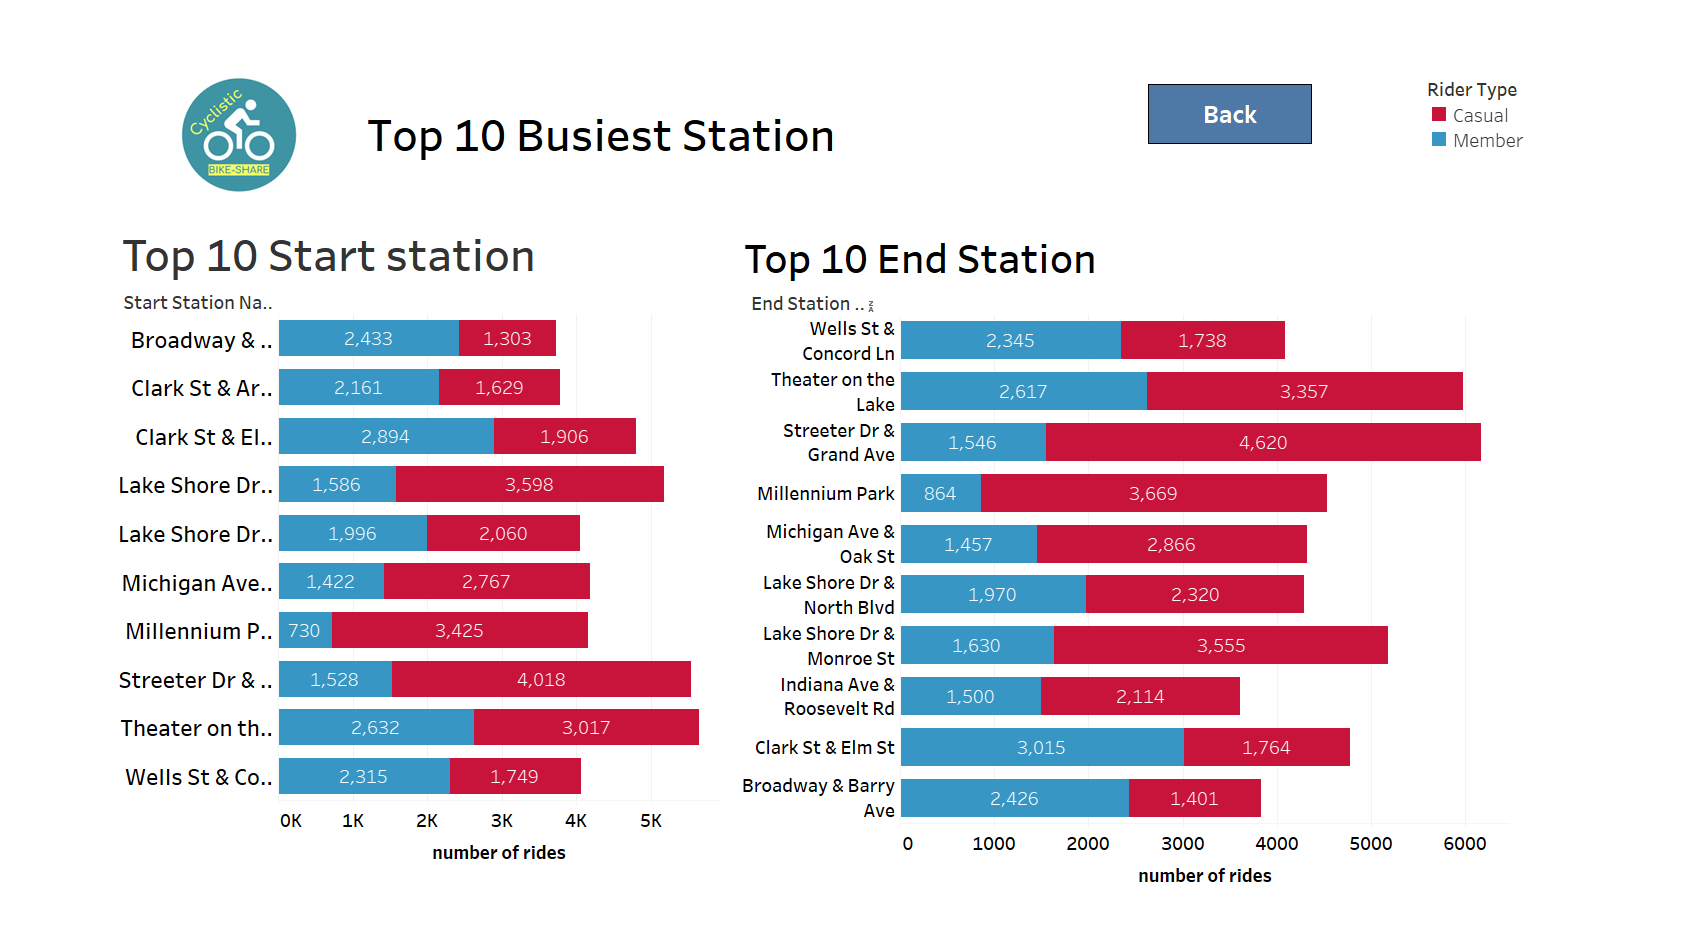 Cyclistic
BIKE-SHARE
Top 10 Busiest Station
Back
Rider Type
Casual
Member
Top 10 Start station
Start Station Na..
Broadway & ..
2,433
1,303
Clark St & Ar..
2,161
1,629
Clark St & El..
2,894
1,906
Lake Shore Dr..
1,586
3,598
Lake Shore Dr..
1,996
2,060
Michigan Ave..
1,422
2,767
Millennium P..
730
3,425
Streeter Dr & ..
1,528
4,018
Theater on th..
2,632
3,017
Wells St & Co..
2,315
1,749
0K 1K 2K 3K 4K 5K
number of rides
Top 10 End Station
End Station ..
Wells St &
Concord Ln
2,345
1,738
Theater on the
Lake
2,617
3,357
Streeter Dr &
Grand Ave
1,546
4,620
Millennium Park
864
3,669
Michigan Ave &
Oak St
1,457
2,866
Lake Shore Dr &
North Blvd
1,970
2,320
Lake Shore Dr &
Monroe St
1,630
3,555
Indiana Ave &
Roosevelt Rd
1,500
2,114
Clark St & Elm St
3,015
1,764
Broadway & Barry
Ave
2,426
1,401
0 1000 2000 3000 4000 5000 6000
number of rides